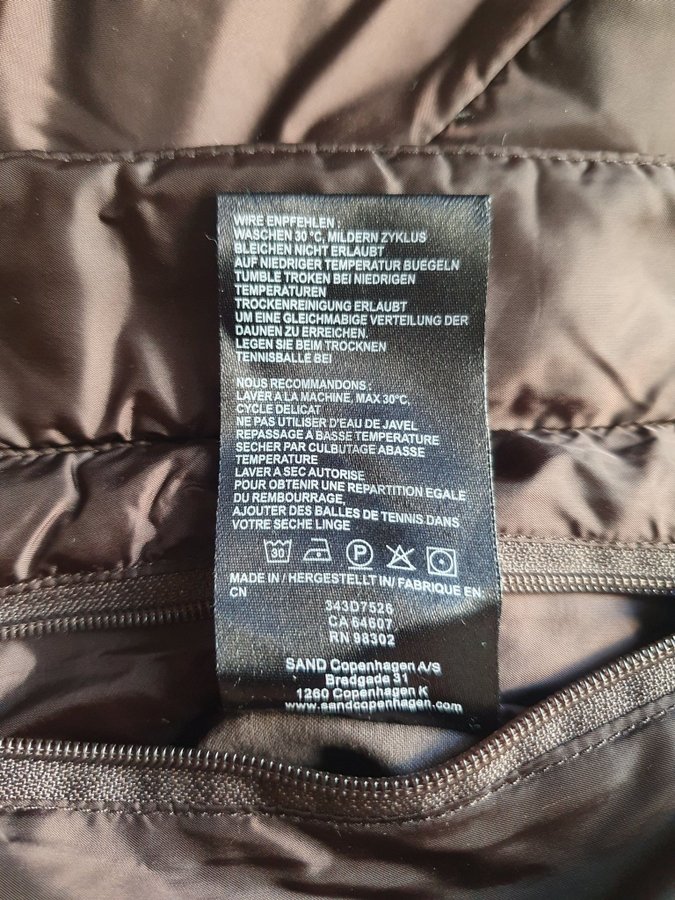 WIRE EMPFEHLEN :
WASCHEN 30 °C, MILDERN ZYKLUS
BLEICHEN NICHT ERLAUBT
AUF NIEDRIGER TEMPERATUR BUEGELN
TUMBLE TROKEN BEI NIEDRIGEN
TEMPERATUREN
TROCKENREINIGUNG ERLAUBT
UM EINE GLEICHMABIGE VERTEILUNG DER
DAUNEN ZU ERREICHEN.
LEGEN SIE BEIM TROCKNEN
TENNISBALLE BEI
NOUS RECOMMANDONS :
LAVER A LA MACHINE, MAX 30°C,
CYCLE DELICAT
NE PAS UTILISER D'EAU DE JAVEL
REPASSAGE A BASSE TEMPERATURE
SECHER PAR CULBUTAGE ABASSE
TEMPERATURE
LAVER A SEC AUTORISE
POUR OBTENIR UNE REPARTITION EGALE
DU REMBOURRAGE,
AJOUTER DES BALLES DE TENNIS DANS
VOTRE SECHE LINGE
30 P
MADE IN / HERGESTELLT IN/ FABRIQUE EN
CN
343D7526
CA 64607
RN 98302
SAND Copenhagen A/S
Bredgade 31
1260 Copenhagen K
www.sandcopenhagen.com